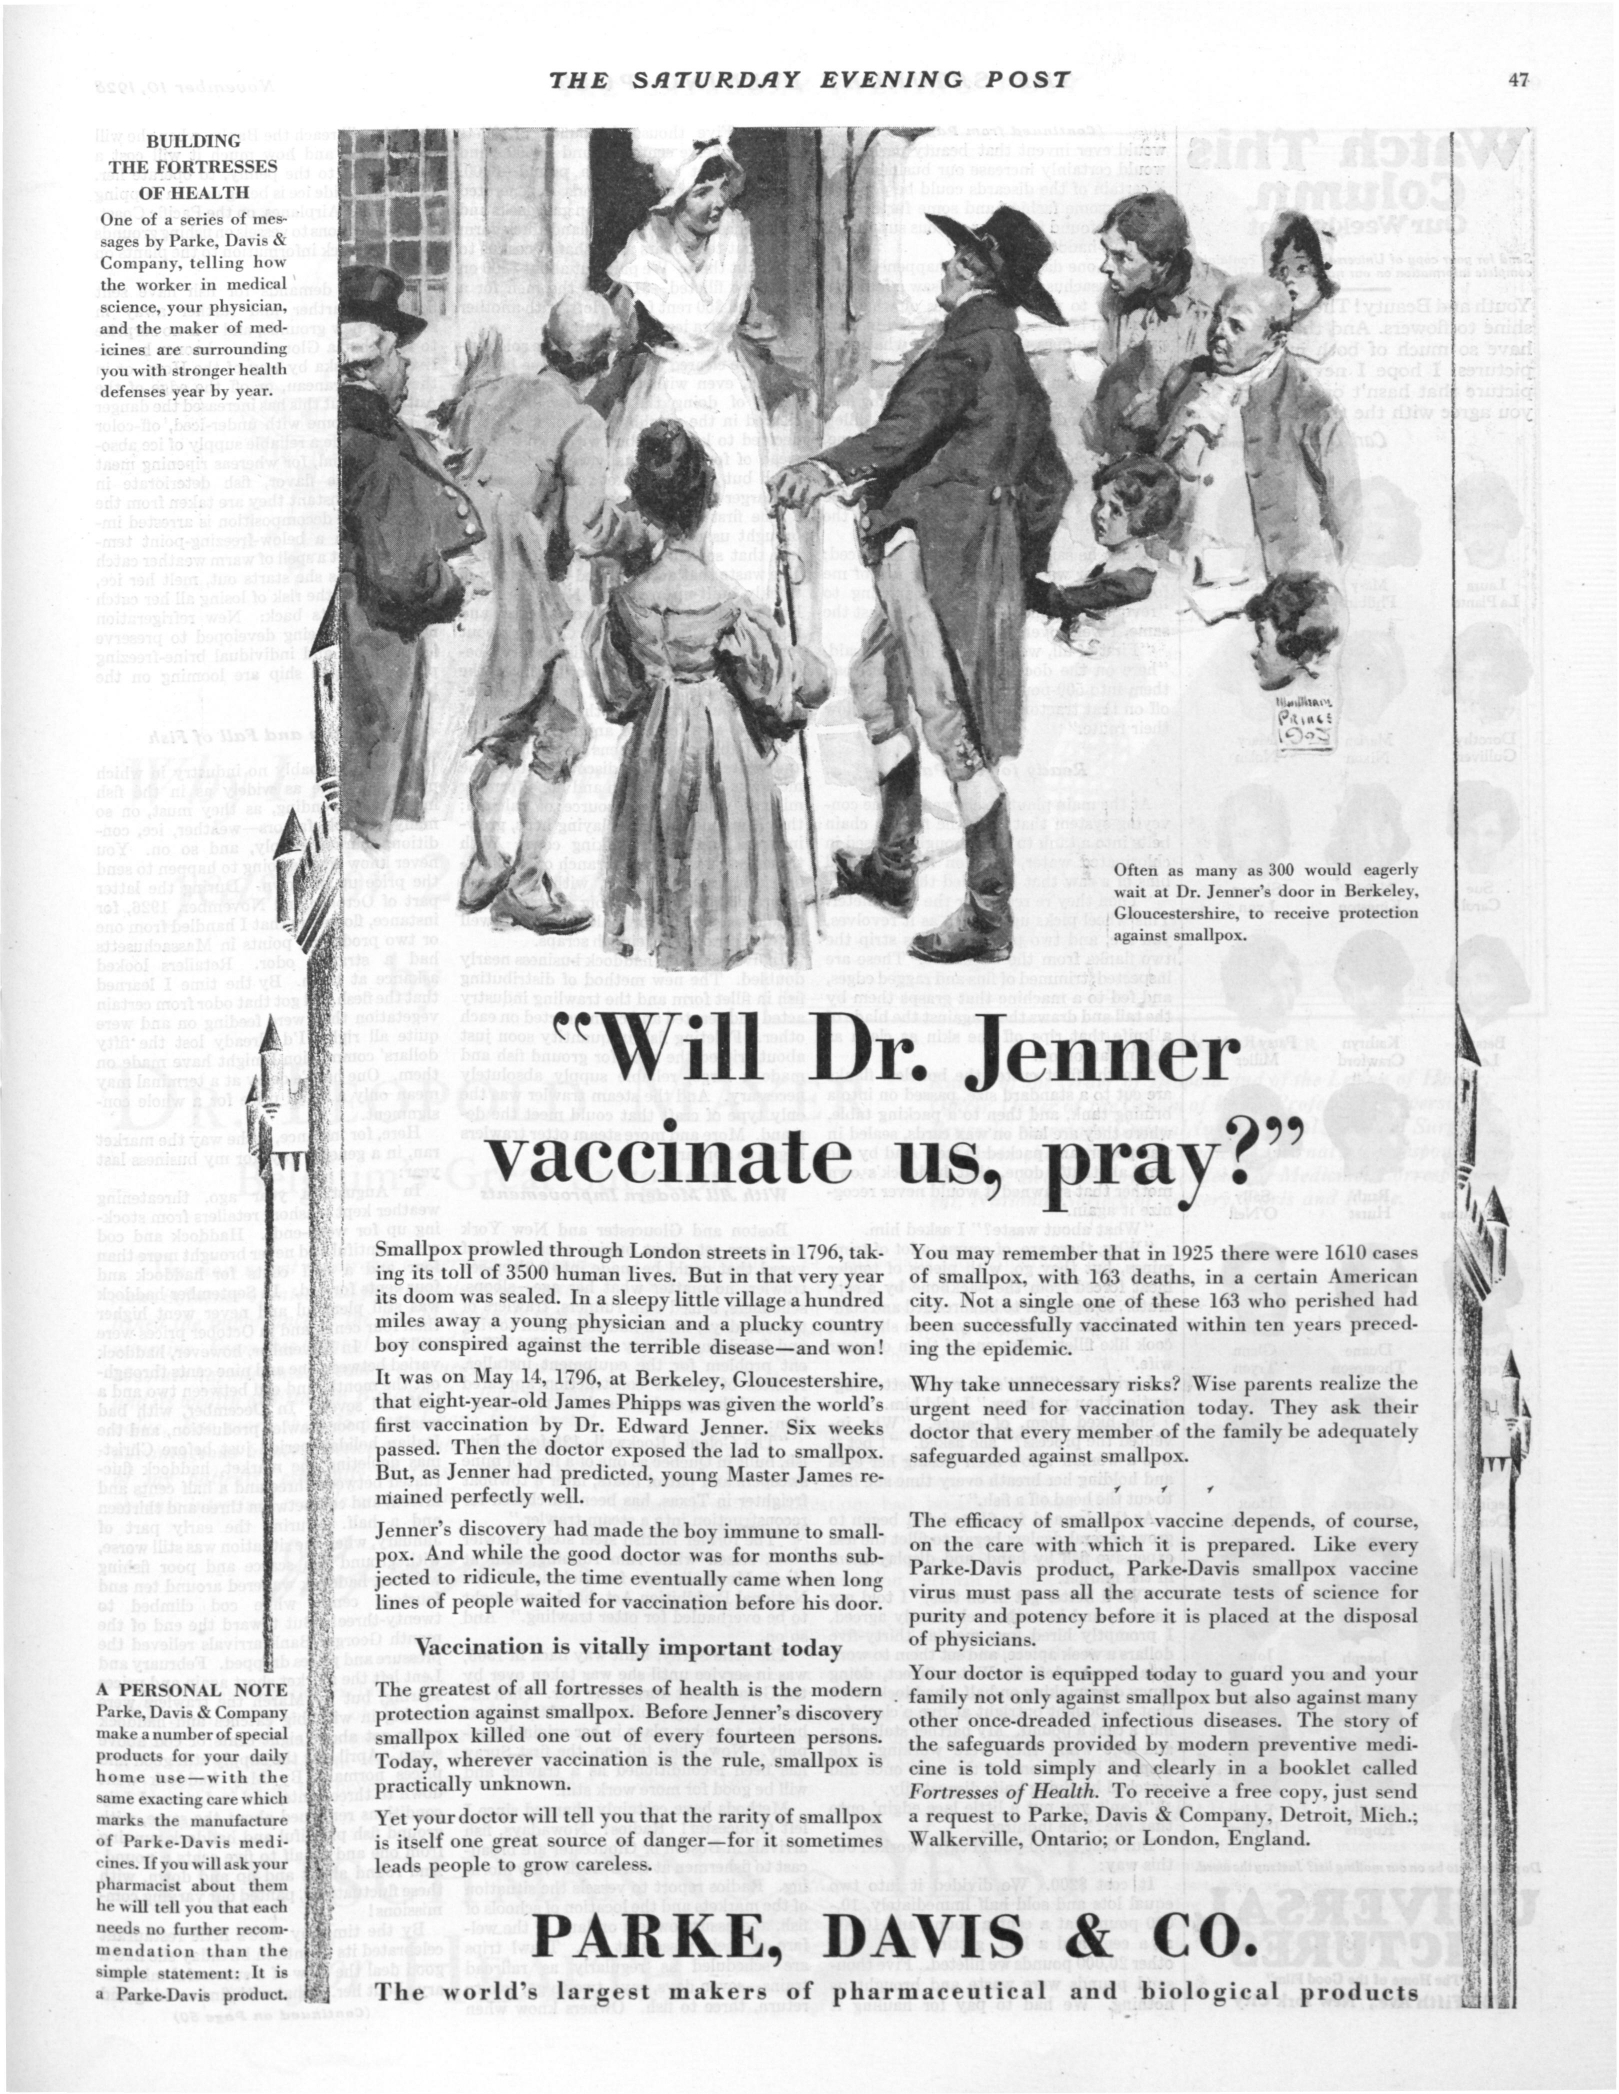 THE SATURDAY EVENING POST
47
BUILDING
THE FORTRESSES
OF HEALTH
One of a series of mes-
sages by Parke, Davis &
Company, telling how
the worker in medical
science, your physician,
and the maker of med-
icines are surrounding
you with stronger health
defenses year by year.
PRINCE
Often as many as 300 would eagerly
wait at Dr. Jenner's door in Berkeley,
Gloucestershire, to receive protection
against smallpox.
“Will Dr. Jenner
vaccinate us, pray?”
Smallpox prowled through London streets in 1796, tak-
ing its toll of 3500 human lives. But in that very year
its doom was sealed. In a sleepy little village a hundred
miles away a young physician and a plucky country
boy conspired against the terrible disease—and won!
It was on May 14, 1796, at Berkeley, Gloucestershire,
that eight-year-old James Phipps was given the world's
first vaccination by Dr. Edward Jenner. Six weeks
passed. Then the doctor exposed the lad to smallpox.
But, as Jenner had predicted, young Master James re-
mained perfectly well.
Jenner's discovery had made the boy immune to small-
pox. And while the good doctor was for months sub-
jected to ridicule, the time eventually came when long
lines of people waited for vaccination before his door.
Vaccination is vitally important today
The greatest of all fortresses of health is the modern
protection against smallpox. Before Jenner's discovery
smallpox killed one out of every fourteen persons.
Today, wherever vaccination is the rule, smallpox is
practically unknown.
Yet your doctor will tell you that the rarity of smallpox
is itself one great source of danger—for it sometimes
leads people to grow careless.
You may remember that in 1925 there were 1610 cases
of smallpox, with 163 deaths, in a certain American
city. Not a single one of these 163 who perished had
been successfully vaccinated within ten years preced-
ing the epidemic.
Why take unnecessary risks? Wise parents realize the
urgent need for vaccination today. They ask their
doctor that every member of the family be adequately
safeguarded against smallpox.
The efficacy of smallpox vaccine depends, of course,
on the care with which it is prepared. Like every
Parke-Davis product, Parke-Davis smallpox vaccine
virus must pass all the accurate tests of science for
purity and potency before it is placed at the disposal
of physicians.
Your doctor is equipped today to guard you and your
family not only against smallpox but also against many
other once-dreaded infectious diseases. The story of
the safeguards provided by modern preventive medi-
cine is told simply and clearly in a booklet called
Fortresses of Health. To receive a free copy, just send
a request to Parke, Davis & Company, Detroit, Mich.;
Walkerville, Ontario; or London, England.
A PERSONAL NOTE
Parke, Davis & Company
make a number of special
products for your daily
home use—with the
same exacting care which
marks the manufacture
of Parke-Davis medi-
cines. If you will ask your
pharmacist about them
he will tell you that each
needs no further recom-
mendation than the
simple statement: It is
a Parke-Davis product.
PARKE, DAVIS & CO.
The world's largest makers of pharmaceutical and biological products